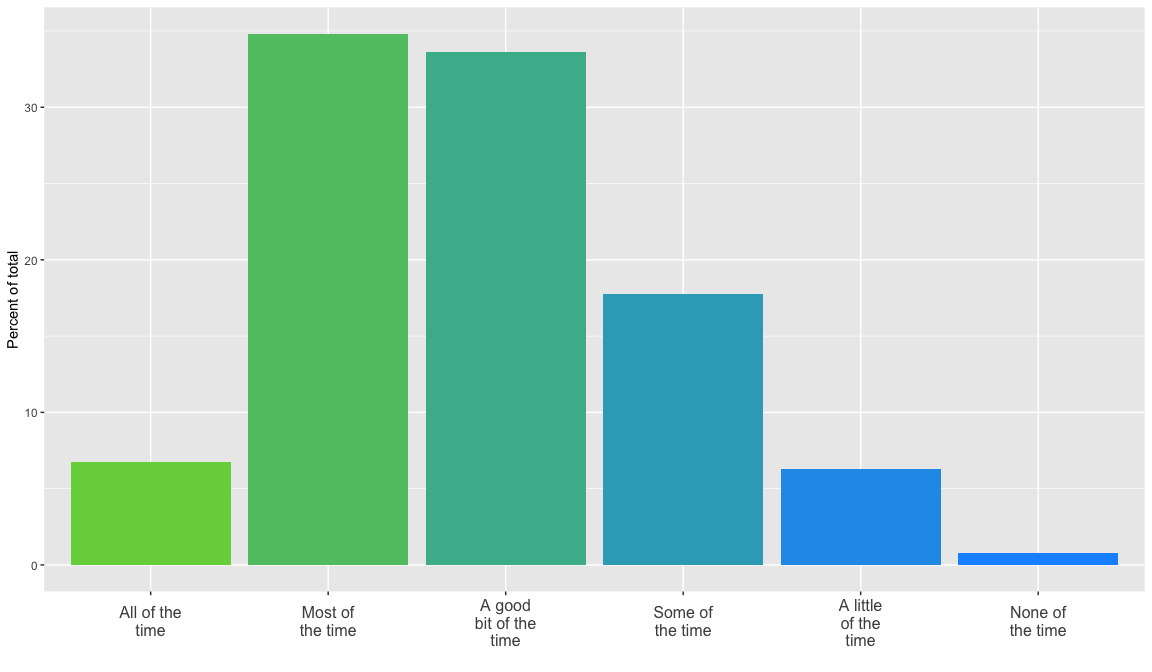 Percent of total
30
20
10
0
All of the
time
Most of
the time
A good
bit of the
time
Some of
the time
A little
of the
time
None of
the time